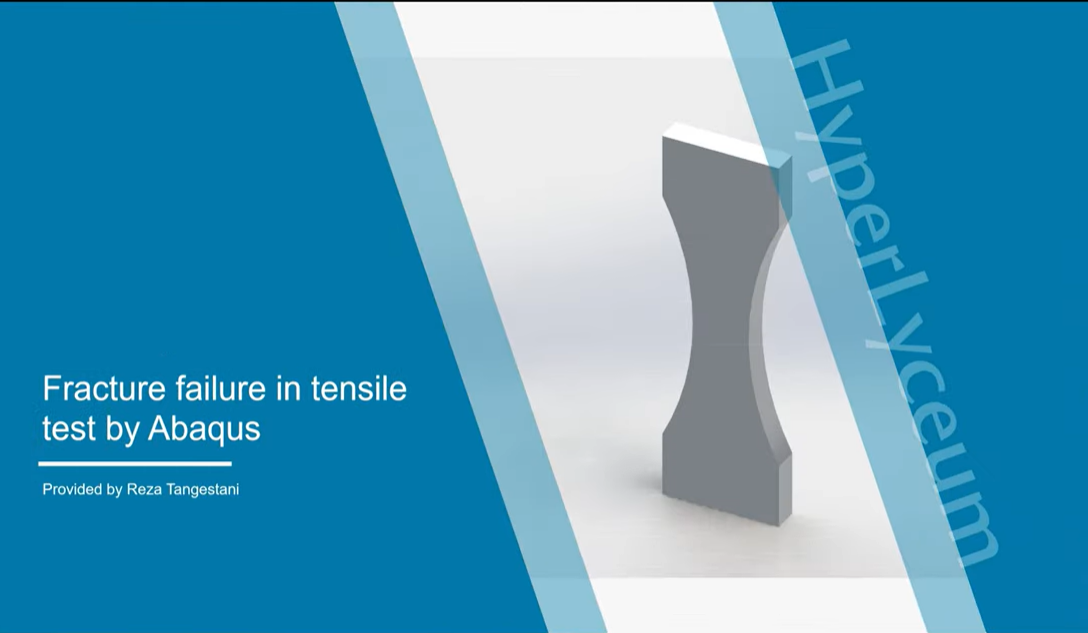 Fracture failure in tensile
test by Abaqus
Provided by Reza Tangestani
HyperLyceum